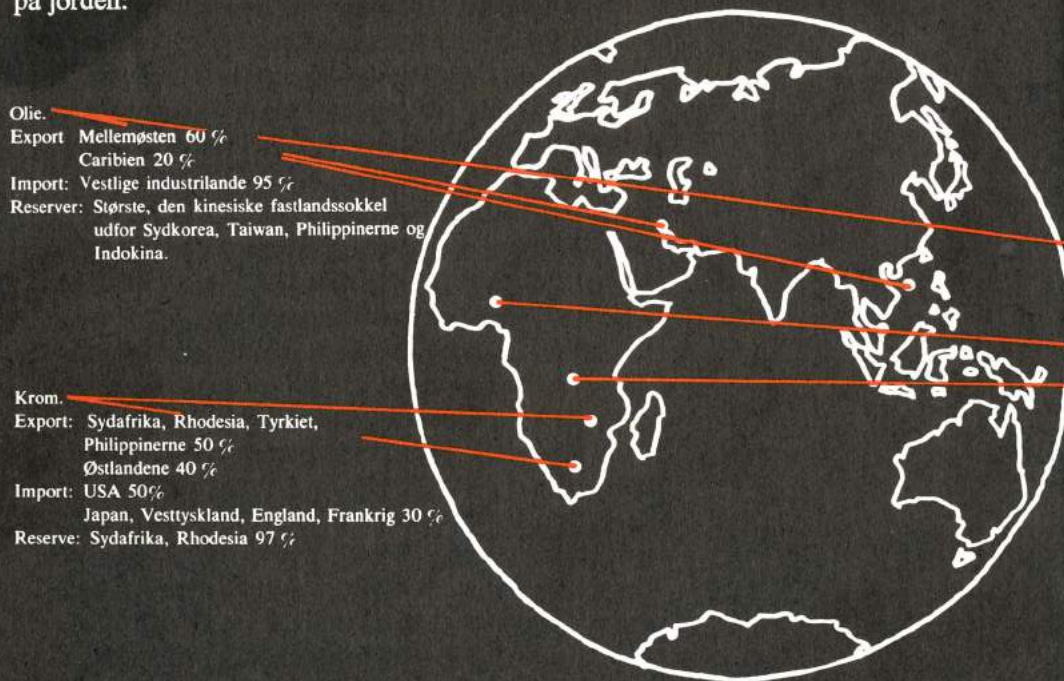 på jorden.
Olie.
Export Mellemøsten 60 %
Caribien 20 %
Import: Vestlige industrilande 95 %
Reserver: Største, den kinesiske fastlandssokkel
udfor Sydkorea, Taiwan, Philippinerne og
Indokina.
Krom.
Export: Sydafrika, Rhodesia, Tyrkiet,
Philippinerne 50 %
Østlandene 40 %
Import: USA 50%
Japan, Vesttyskland, England, Frankrig 30 %
Reserve: Sydafrika, Rhodesia 97 %